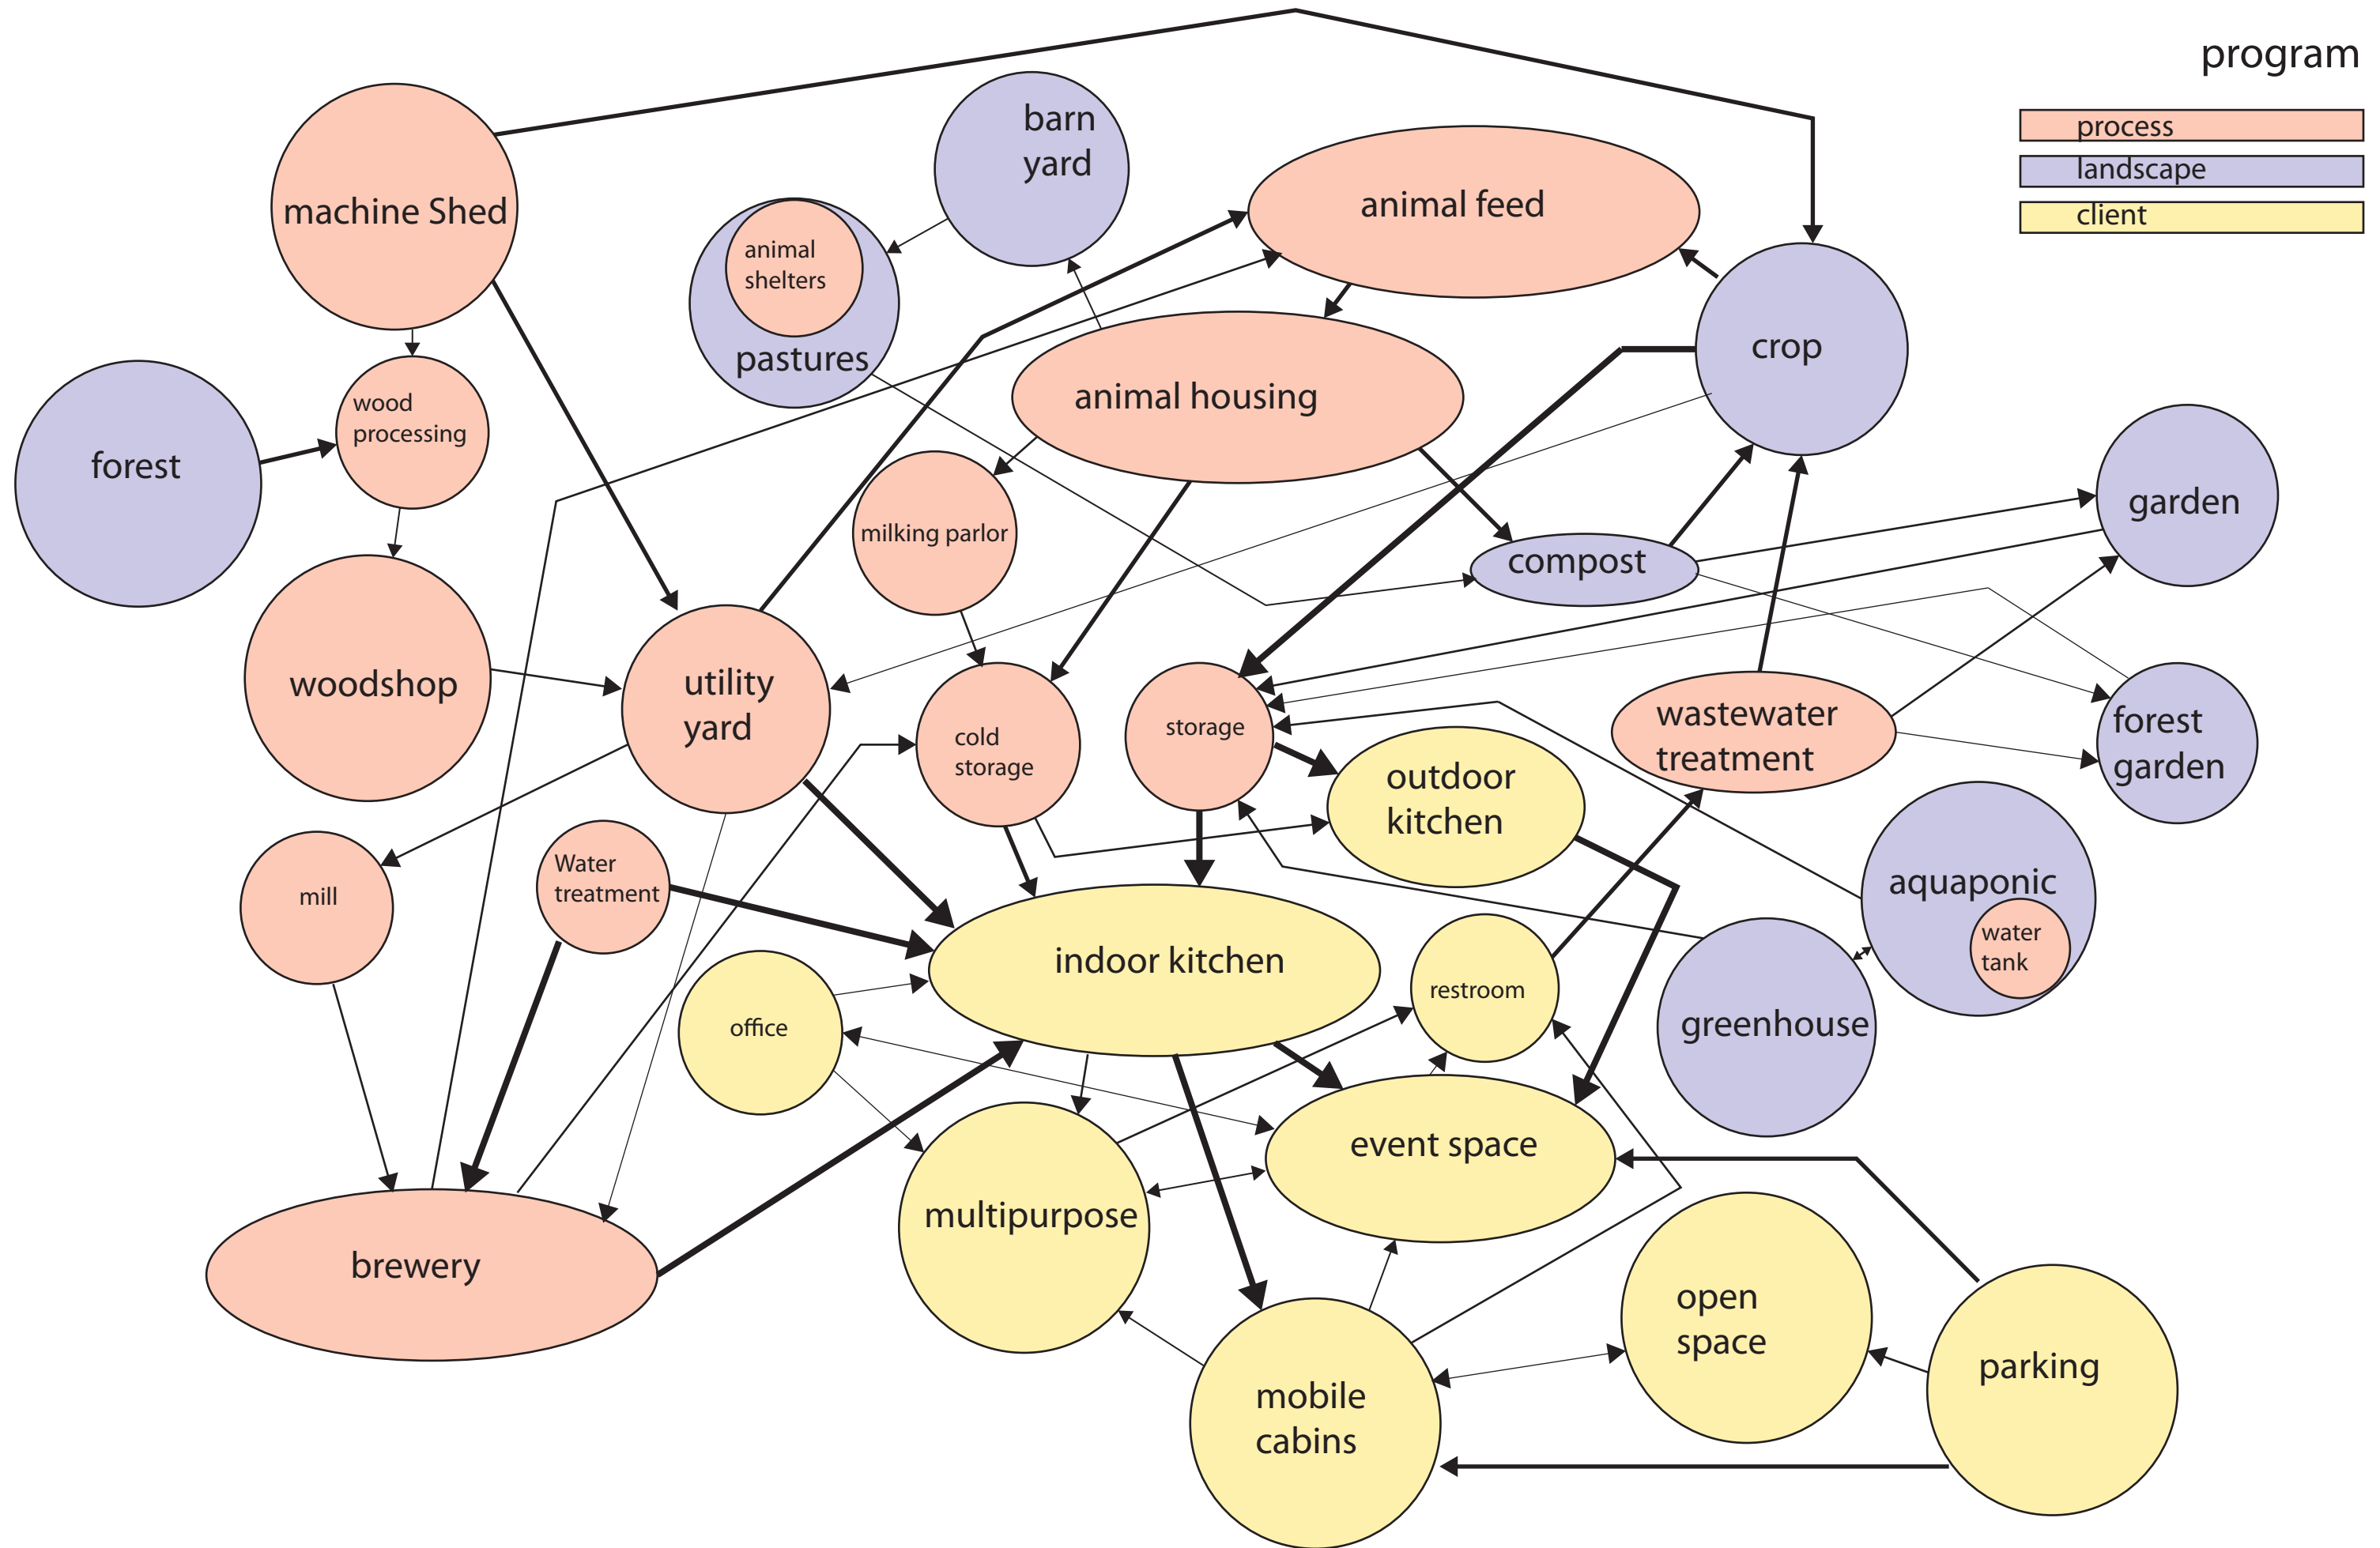 program
process
landscape
client
barn
yard
machine Shed
animal feed
animal
shelters
pastures
crop
animal housing
wood
processing
forest
garden
milking parlor
compost
woodshop
utility
yard
cold
storage
storage
wastewater
treatment
forest
garden
outdoor
kitchen
mill
Water
treatment
aquaponic
water
tank
indoor kitchen
restroom
office
greenhouse
event space
multipurpose
brewery
open
space
parking
mobile
cabins